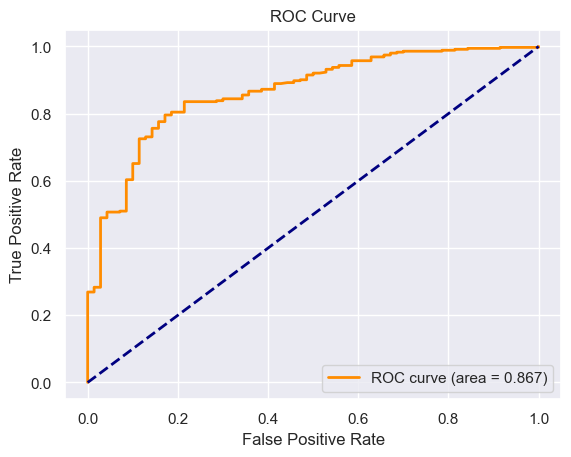 ROC Curve
True Positive Rate
1.0
0.8
0.6
0.4
0.2
0.0
ROC curve (area = 0.867)
0.0 0.2 0.4 0.6 0.8 1.0
False Positive Rate